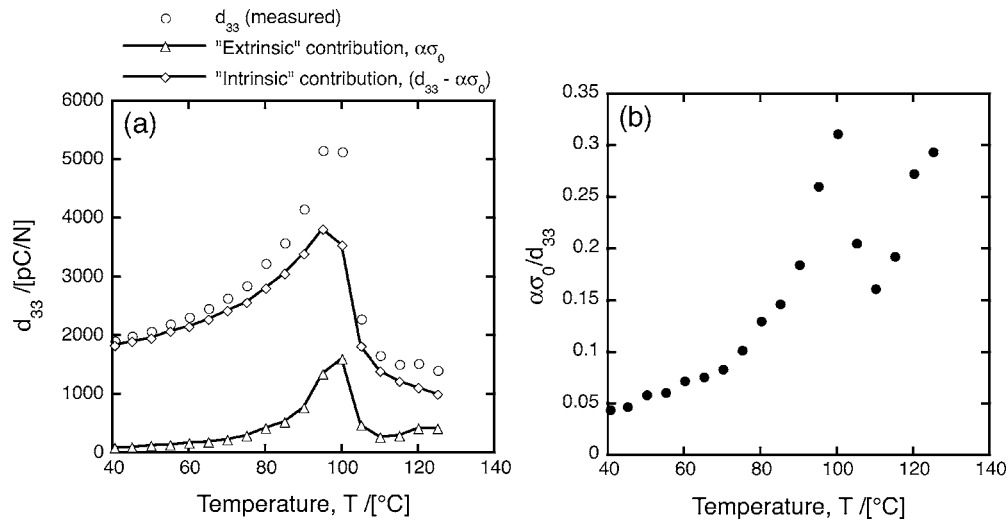 d33 (measured)
"Extrinsic" contribution, ασ0
"Intrinsic" contribution, (d33 - ασ0)
(a)
6000
5000
4000
3000
2000
1000
0
d33 /[pC/N]
40 60 80 100 120 140
Temperature, T /[°C]
(b)
0.35
0.3
0.25
0.2
0.15
0.1
0.05
0
ασ0/d33
40 60 80 100 120 140
Temperature, T /[°C]